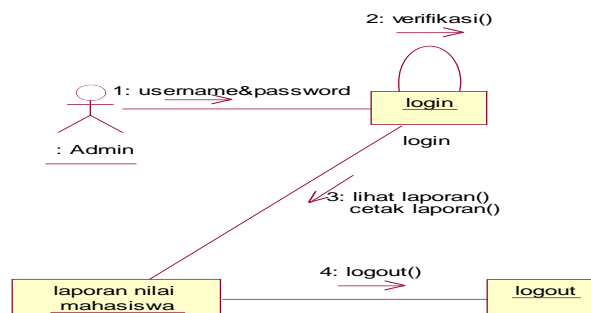 2: verifikasi()
1: username&password
login
: Admin
login
3: lihat laporan()
cetak laporan()
4: logout()
laporan nilai
mahasiswa
logout